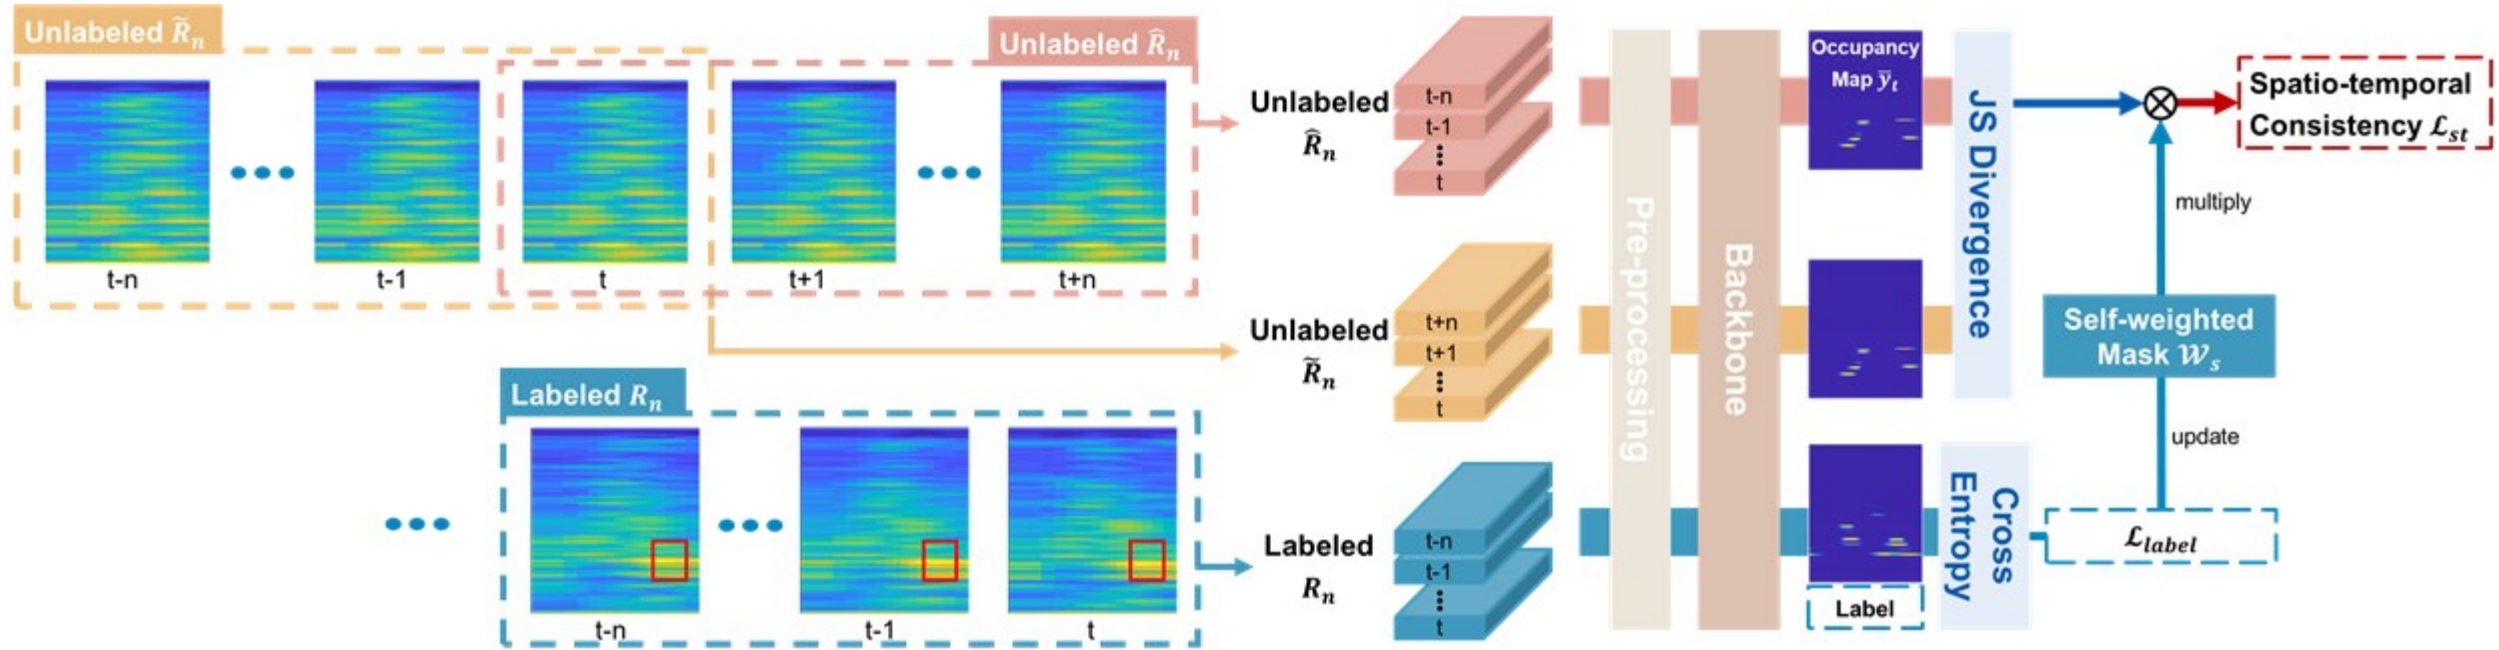 Unlabeled R̃ₙ
Unlabeled R̂ₙ
t-n
t-1
t
t+1
t+n
Labeled Rₙ
t-n
t-1
t
Unlabeled
R̂ₙ
t-n
t-1
t
Unlabeled
R̃ₙ
t+n
t+1
t
Labeled
Rₙ
t-n
t-1
t
Pre-processing
Backbone
Occupancy
Map ȳₜ
Label
JS Divergence
Cross
Entropy
Spatio-temporal
Consistency ℒₛₜ
multiply
Self-weighted
Mask 𝒲ₛ
update
ℒlabel